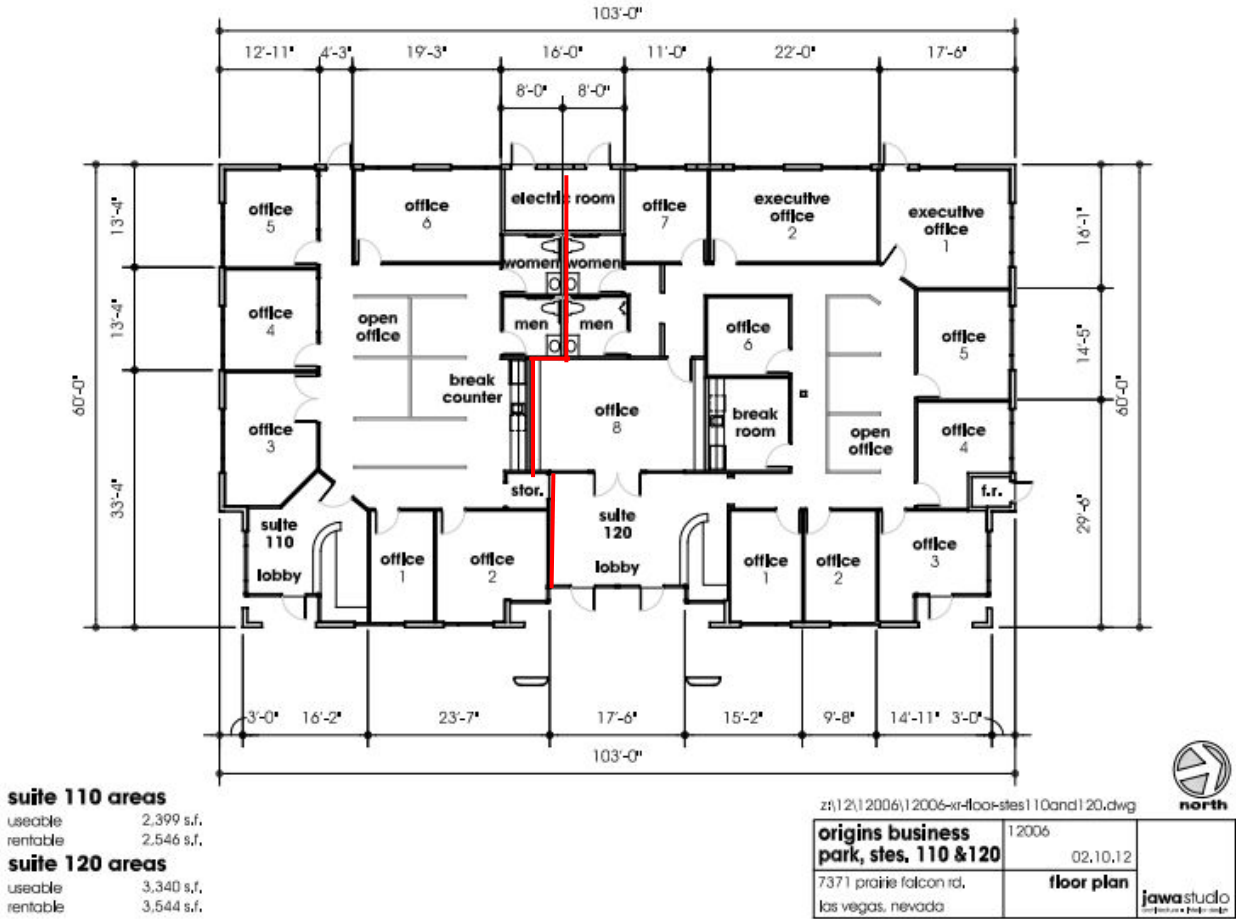 103'-0"
12'-11" 4'-3" 19'-3" 16'-0" 11'-0" 22'-0" 17'-6"
8'-0" 8'-0"
electric room
office
5
office
6
office
7
executive
office
2
executive
office
1
13'-4"
16'-1"
women women
office
4
open
office
men men
office
6
office
5
13'-4"
14'-5"
60'-0"
60'-0"
break
counter
office
8
break
room
open
office
office
4
office
3
33'-4"
29'-6"
stor.
f.r.
suite
110
lobby
office
1
office
2
suite
120
lobby
office
1
office
2
office
3
3'-0" 16'-2" 23'-7" 17'-6" 15'-2" 9'-8" 14'-11" 3'-0"
103'-0"
north
suite 110 areas
useable 2,399 s.f.
rentable 2,546 s.f.
suite 120 areas
useable 3,340 s.f.
rentable 3,544 s.f.
z:\12\12006\12006-xr-floor-stes110and120.dwg
origins business
park, stes. 110 &120
12006
02.10.12
7371 prairie falcon rd.
las vegas, nevada
floor plan
jawastudio